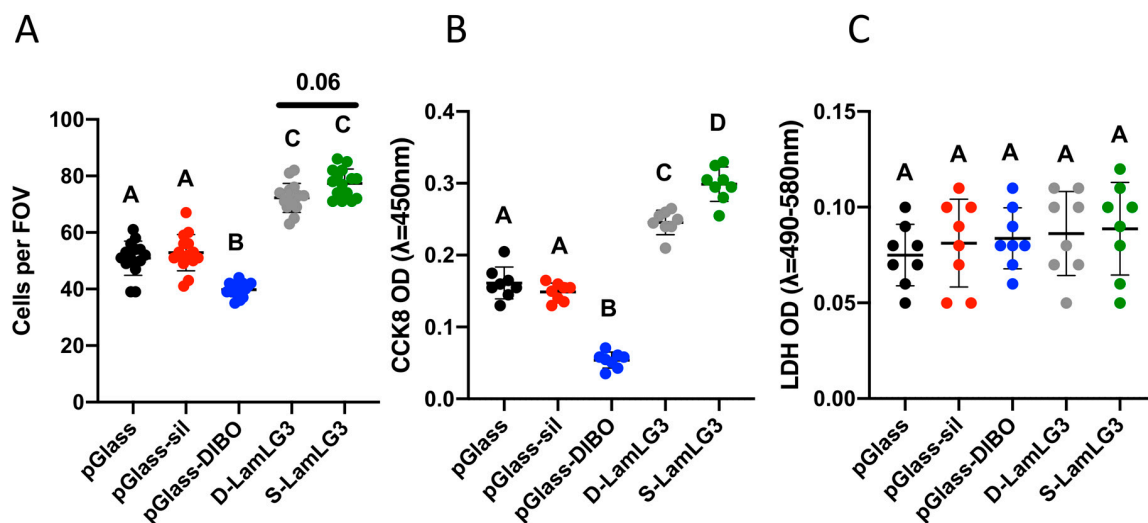 A
B
C
0.06
Cells per FOV
100
80
60
40
20
0
A
A
B
C
C
pGlass
pGlass-sil
pGlass-DIBO
D-LamLG3
S-LamLG3
CCK8 OD (λ=450nm)
0.4
0.3
0.2
0.1
0.0
A
A
B
C
D
pGlass
pGlass-sil
pGlass-DIBO
D-LamLG3
S-LamLG3
LDH OD (λ=490-580nm)
0.15
0.10
0.05
0.00
A
A
A
A
A
pGlass
pGlass-sil
pGlass-DIBO
D-LamLG3
S-LamLG3